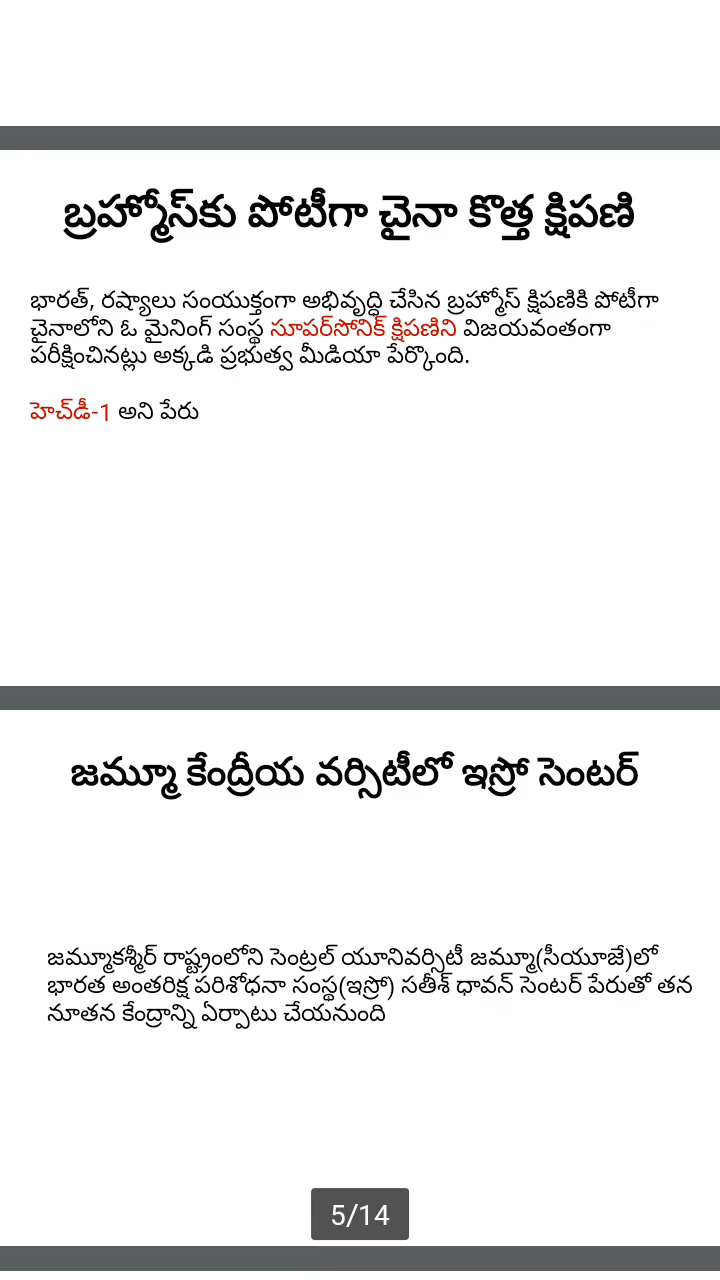 బ్రహ్మోస్‌కు పోటీగా చైనా కొత్త క్షిపణి
భారత్, రష్యాలు సంయుక్తంగా అభివృద్ధి చేసిన బ్రహ్మోస్ క్షిపణికి పోటీగా
చైనాలోని ఓ మైనింగ్ సంస్థ సూపర్‌సోనిక్ క్షిపణిని విజయవంతంగా
పరీక్షించినట్లు అక్కడి ప్రభుత్వ మీడియా పేర్కొంది.
హెచ్‌డీ-1 అని పేరు
జమ్మూ కేంద్రీయ వర్సిటీలో ఇస్రో సెంటర్
జమ్మూకశ్మీర్ రాష్ట్రంలోని సెంట్రల్ యూనివర్సిటీ జమ్మూ(సీయూజే)లో
భారత అంతరిక్ష పరిశోధనా సంస్థ(ఇస్రో) సతీశ్ ధావన్ సెంటర్ పేరుతో తన
నూతన కేంద్రాన్ని ఏర్పాటు చేయనుంది
5/14